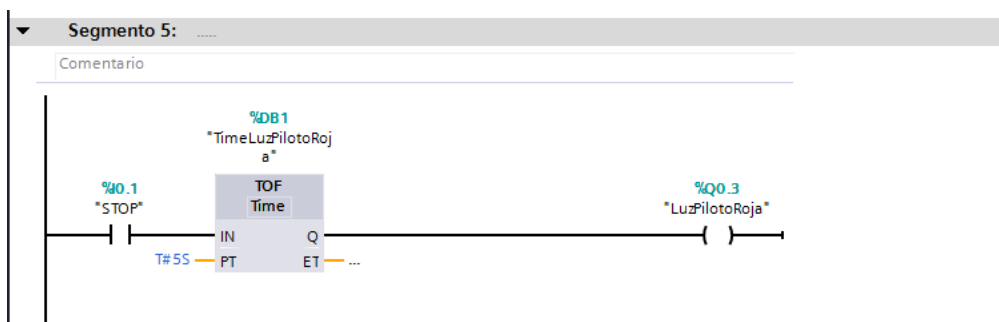 Segmento 5: .....
Comentario
%DB1
"TimeLuzPilotoRoj
a"
%I0.1
"STOP"
TOF
Time
%Q0.3
"LuzPilotoRoja"
IN Q
T#5S PT ET ...